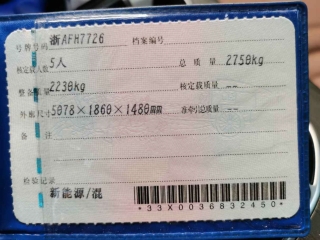 号牌号码 浙AFH7726 档案编号
核定载人数 5人 总质量 2750kg
整备质量 2230kg 核定载质量 --
外廓尺寸 5078×1860×1480mm 准牵引总质量 --
备注
检验记录
新能源/混
*33X0036832450*